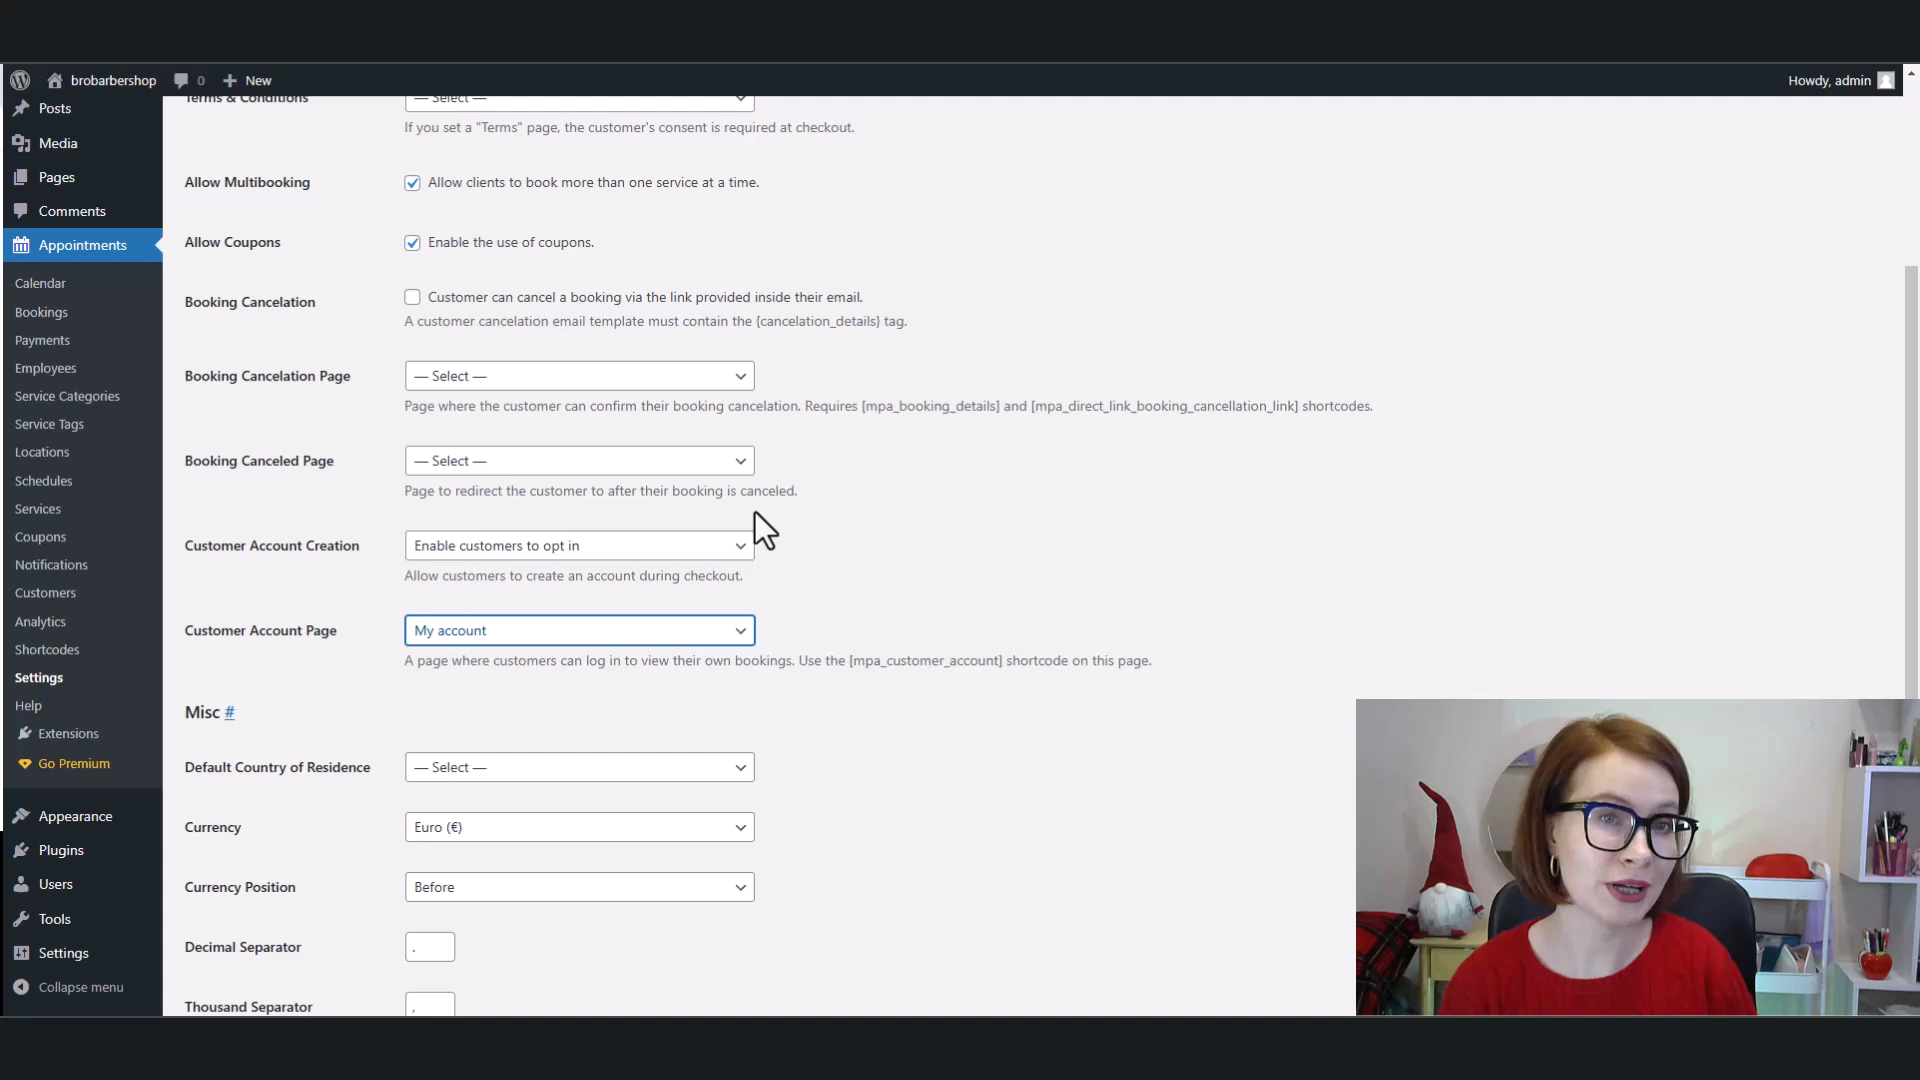 brobarbershop
0
New
Howdy, admin
Posts
Media
Pages
Comments
Appointments
Calendar
Bookings
Payments
Employees
Service Categories
Service Tags
Locations
Schedules
Services
Coupons
Notifications
Customers
Analytics
Shortcodes
Settings
Help
Extensions
Go Premium
Appearance
Plugins
Users
Tools
Settings
Collapse menu
Terms & Conditions
— Select —
If you set a "Terms" page, the customer's consent is required at checkout.
Allow Multibooking
Allow clients to book more than one service at a time.
Allow Coupons
Enable the use of coupons.
Booking Cancelation
Customer can cancel a booking via the link provided inside their email.
A customer cancelation email template must contain the {cancelation_details} tag.
Booking Cancelation Page
— Select —
Page where the customer can confirm their booking cancelation. Requires [mpa_booking_details] and [mpa_direct_link_booking_cancellation_link] shortcodes.
Booking Canceled Page
— Select —
Page to redirect the customer to after their booking is canceled.
Customer Account Creation
Enable customers to opt in
Allow customers to create an account during checkout.
Customer Account Page
My account
A page where customers can log in to view their own bookings. Use the [mpa_customer_account] shortcode on this page.
Misc #
Default Country of Residence
— Select —
Currency
Euro (€)
Currency Position
Before
Decimal Separator
.
Thousand Separator
,